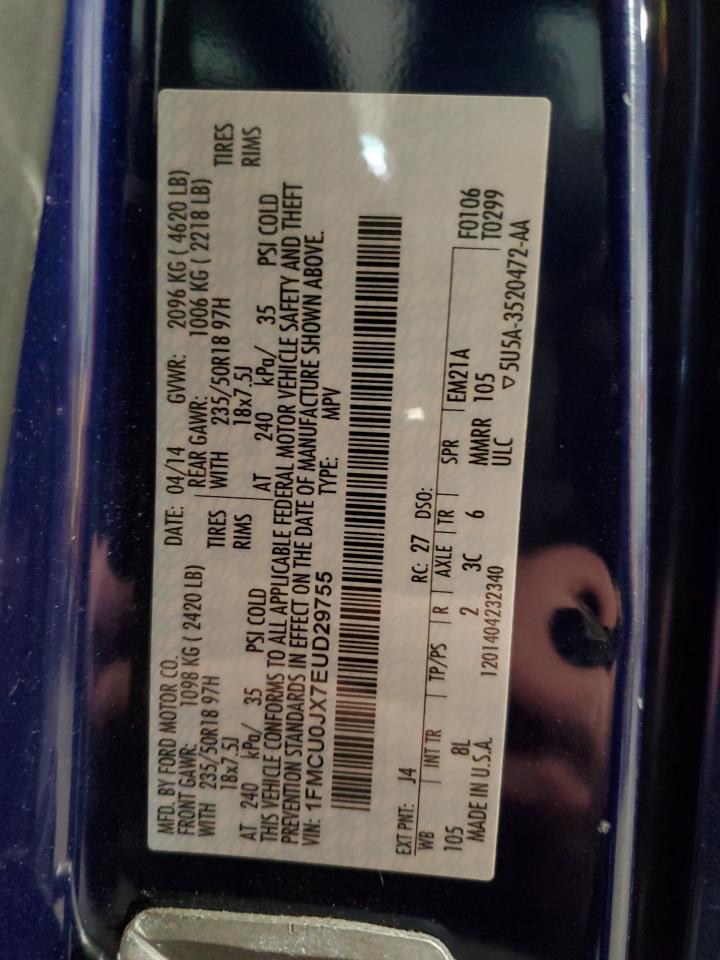 MFD. BY FORD MOTOR CO.
DATE: 04/14 GVWR: 2096 KG ( 4620 LB)
FRONT GAWR: 1098 KG ( 2420 LB) REAR GAWR: 1006 KG ( 2218 LB)
WITH 235/50R18 97H TIRES WITH 235/50R18 97H TIRES
18x7.5J RIMS 18x7.5J RIMS
AT 240 kPa/ 35 PSI COLD AT 240 kPa/ 35 PSI COLD
THIS VEHICLE CONFORMS TO ALL APPLICABLE FEDERAL MOTOR VEHICLE SAFETY AND THEFT
PREVENTION STANDARDS IN EFFECT ON THE DATE OF MANUFACTURE SHOWN ABOVE.
VIN: 1FMCU0JX7EUD29755 TYPE: MPV
EXT PNT: J4 RC: 27 DSO:
WB INT TR TP/PS R AXLE TR SPR EM21A F0106
105 8L 2 3C 6 MMRR 105 T0299
MADE IN U.S.A. 1201404232340 ULC ▽5U5A-3520472-AA